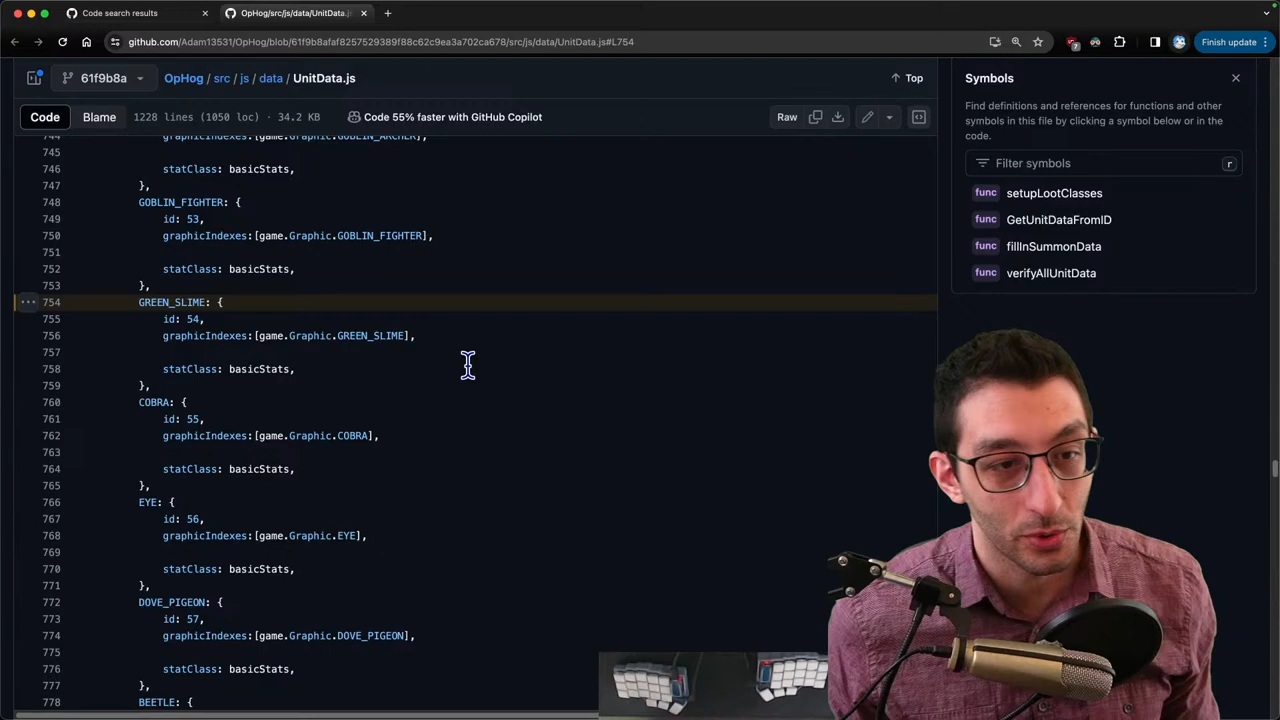 Code search results
OpHog/src/js/data/UnitData.js
github.com/Adam13531/OpHog/blob/61f9b8afaf8257529389f88c62c9ea3a702ca678/src/js/data/UnitData.js#L754
7
Finish update
61f9b8a
OpHog / src / js / data / UnitData.js
Top
Code
Blame
1228 lines (1050 loc) · 34.2 KB
Code 55% faster with GitHub Copilot
Raw
744 graphicIndexes:[game.Graphic.GOBLIN_ARCHER],
745
746 statClass: basicStats,
747 },
748 GOBLIN_FIGHTER: {
749 id: 53,
750 graphicIndexes:[game.Graphic.GOBLIN_FIGHTER],
751
752 statClass: basicStats,
753 },
754 GREEN_SLIME: {
755 id: 54,
756 graphicIndexes:[game.Graphic.GREEN_SLIME],
757
758 statClass: basicStats,
759 },
760 COBRA: {
761 id: 55,
762 graphicIndexes:[game.Graphic.COBRA],
763
764 statClass: basicStats,
765 },
766 EYE: {
767 id: 56,
768 graphicIndexes:[game.Graphic.EYE],
769
770 statClass: basicStats,
771 },
772 DOVE_PIGEON: {
773 id: 57,
774 graphicIndexes:[game.Graphic.DOVE_PIGEON],
775
776 statClass: basicStats,
777 },
778 BEETLE: {
Symbols
Find definitions and references for functions and other
symbols in this file by clicking a symbol below or in the
code.
Filter symbols
r
func setupLootClasses
func GetUnitDataFromID
func fillInSummonData
func verifyAllUnitData